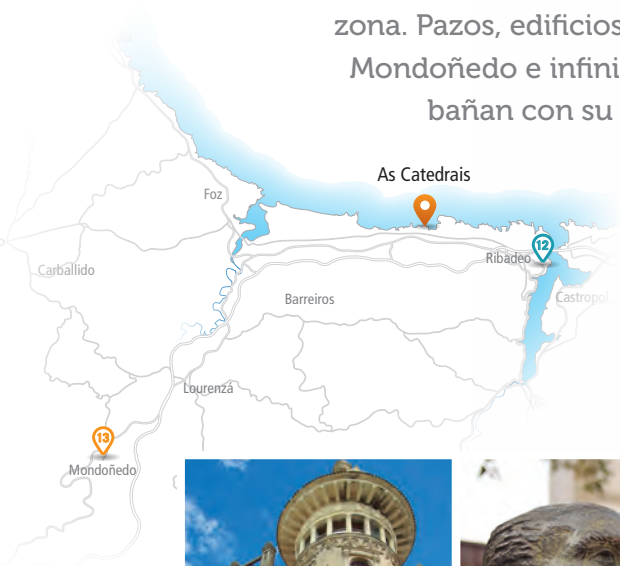 zona. Pazos, edificios
Mondoñedo e infini
bañan con su
As Catedrais
Foz
12
Ribadeo
Carballido
Castropol
Barreiros
Lourenzá
13
Mondoñedo